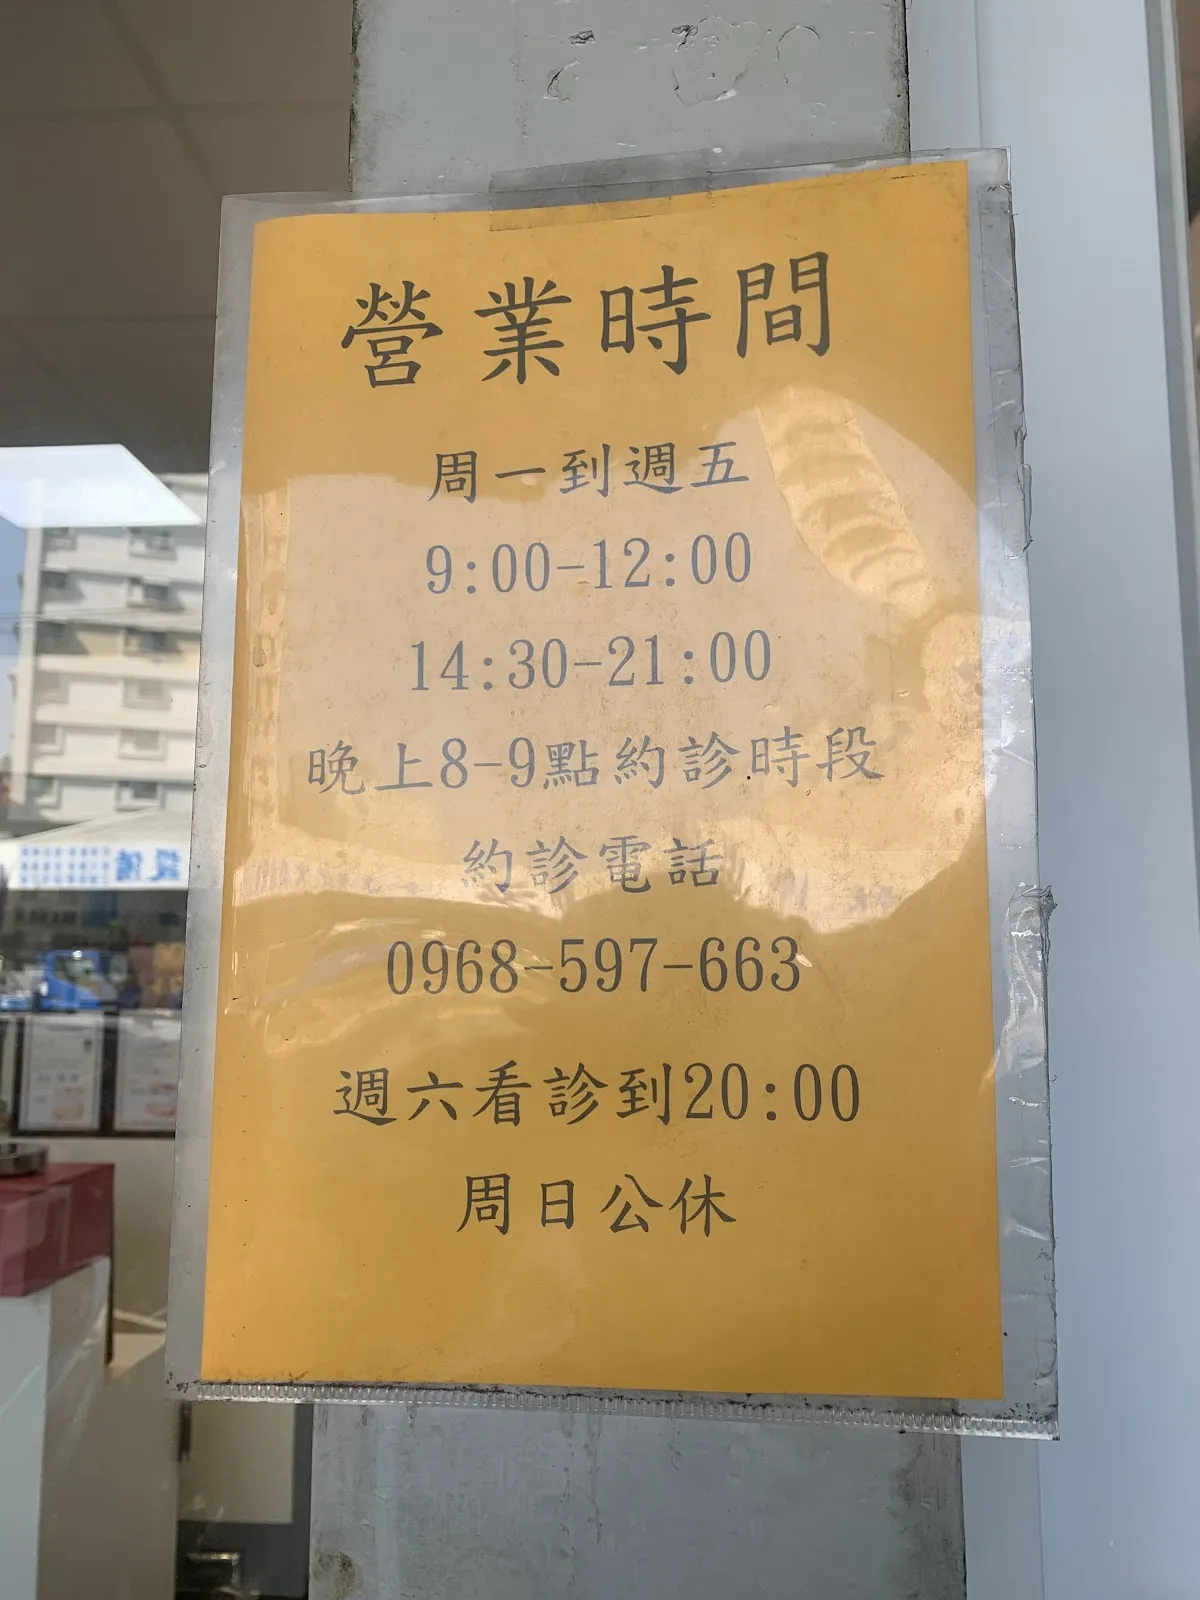 營業時間
周一到週五
9:00-12:00
14:30-21:00
晚上8-9點約診時段
約診電話
0968-597-663
週六看診到20:00
周日公休